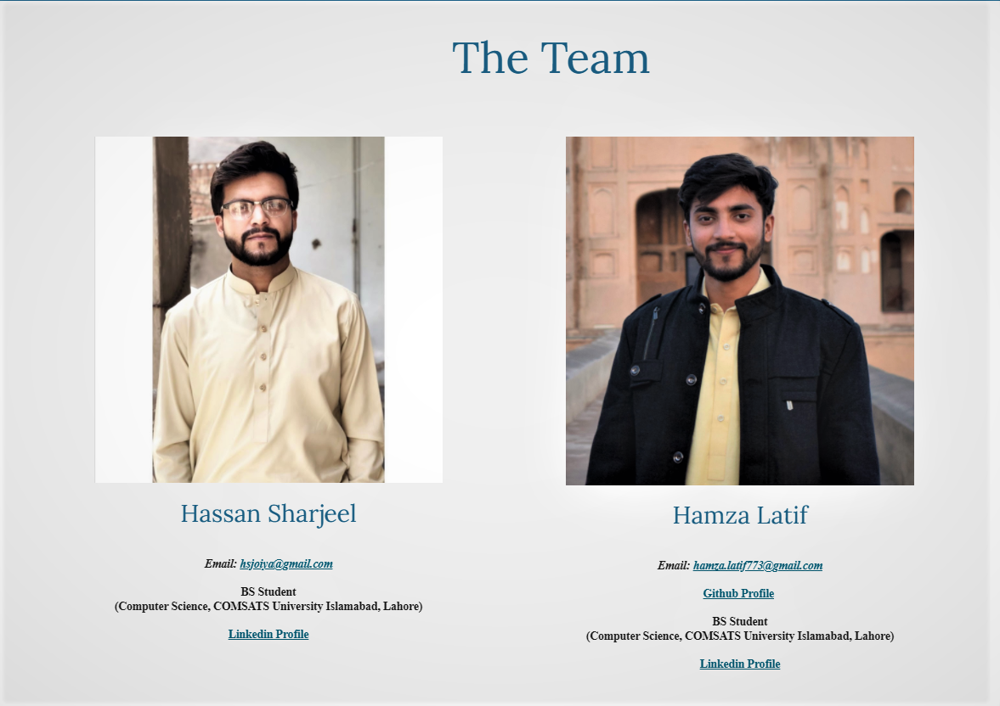 The Team
Hassan Sharjeel
Email: hsjoiya@gmail.com
BS Student
(Computer Science, COMSATS University Islamabad, Lahore)
Linkedin Profile
Hamza Latif
Email: hamza.latif773@gmail.com
Github Profile
BS Student
(Computer Science, COMSATS University Islamabad, Lahore)
Linkedin Profile